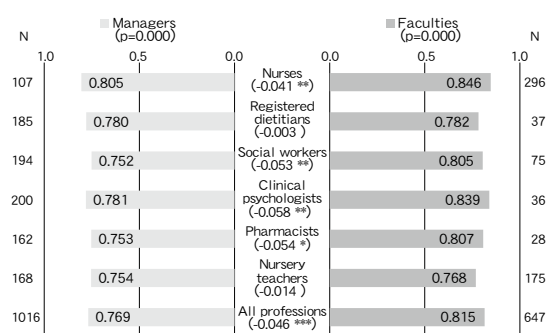 Managers
(p=0.000)
Faculties
(p=0.000)
N
N
1.0 0.5 0.0 0.0 0.5 1.0
107 0.805 Nurses 0.846 296
(-0.041 **)
185 0.780 Registered
dietitians 0.782 37
(-0.003 )
194 0.752 Social workers 0.805 75
(-0.053 **)
200 0.781 Clinical
psychologists 0.839 36
(-0.058 **)
162 0.753 Pharmacists 0.807 28
(-0.054 *)
168 0.754 Nursery
teachers 0.768 175
(-0.014 )
1016 0.769 All professions 0.815 647
(-0.046 ***)